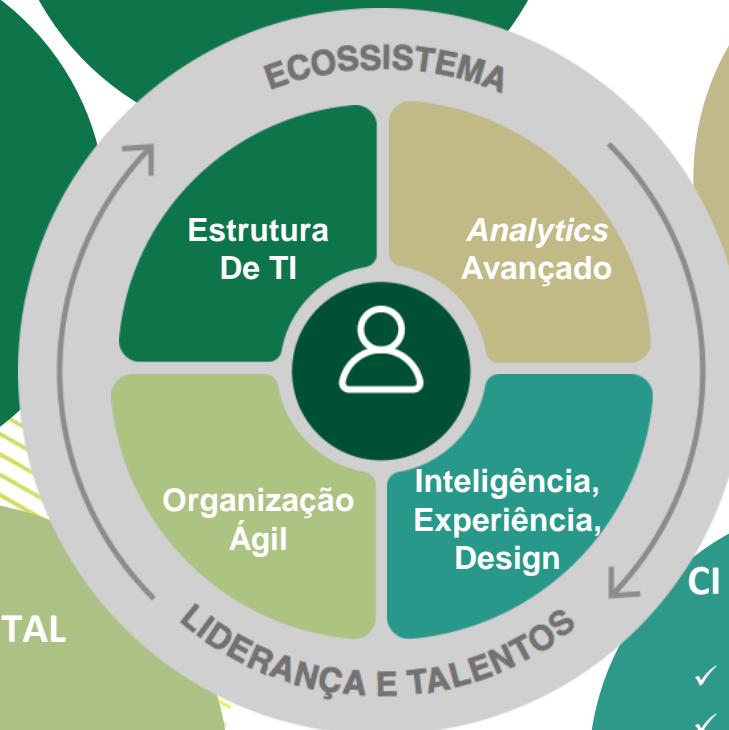 ECOSSISTEMA
Estrutura
De TI
Analytics
Avançado
Organização
Ágil
Inteligência,
Experiência,
Design
LIDERANÇA E TALENTOS
TAL
CI